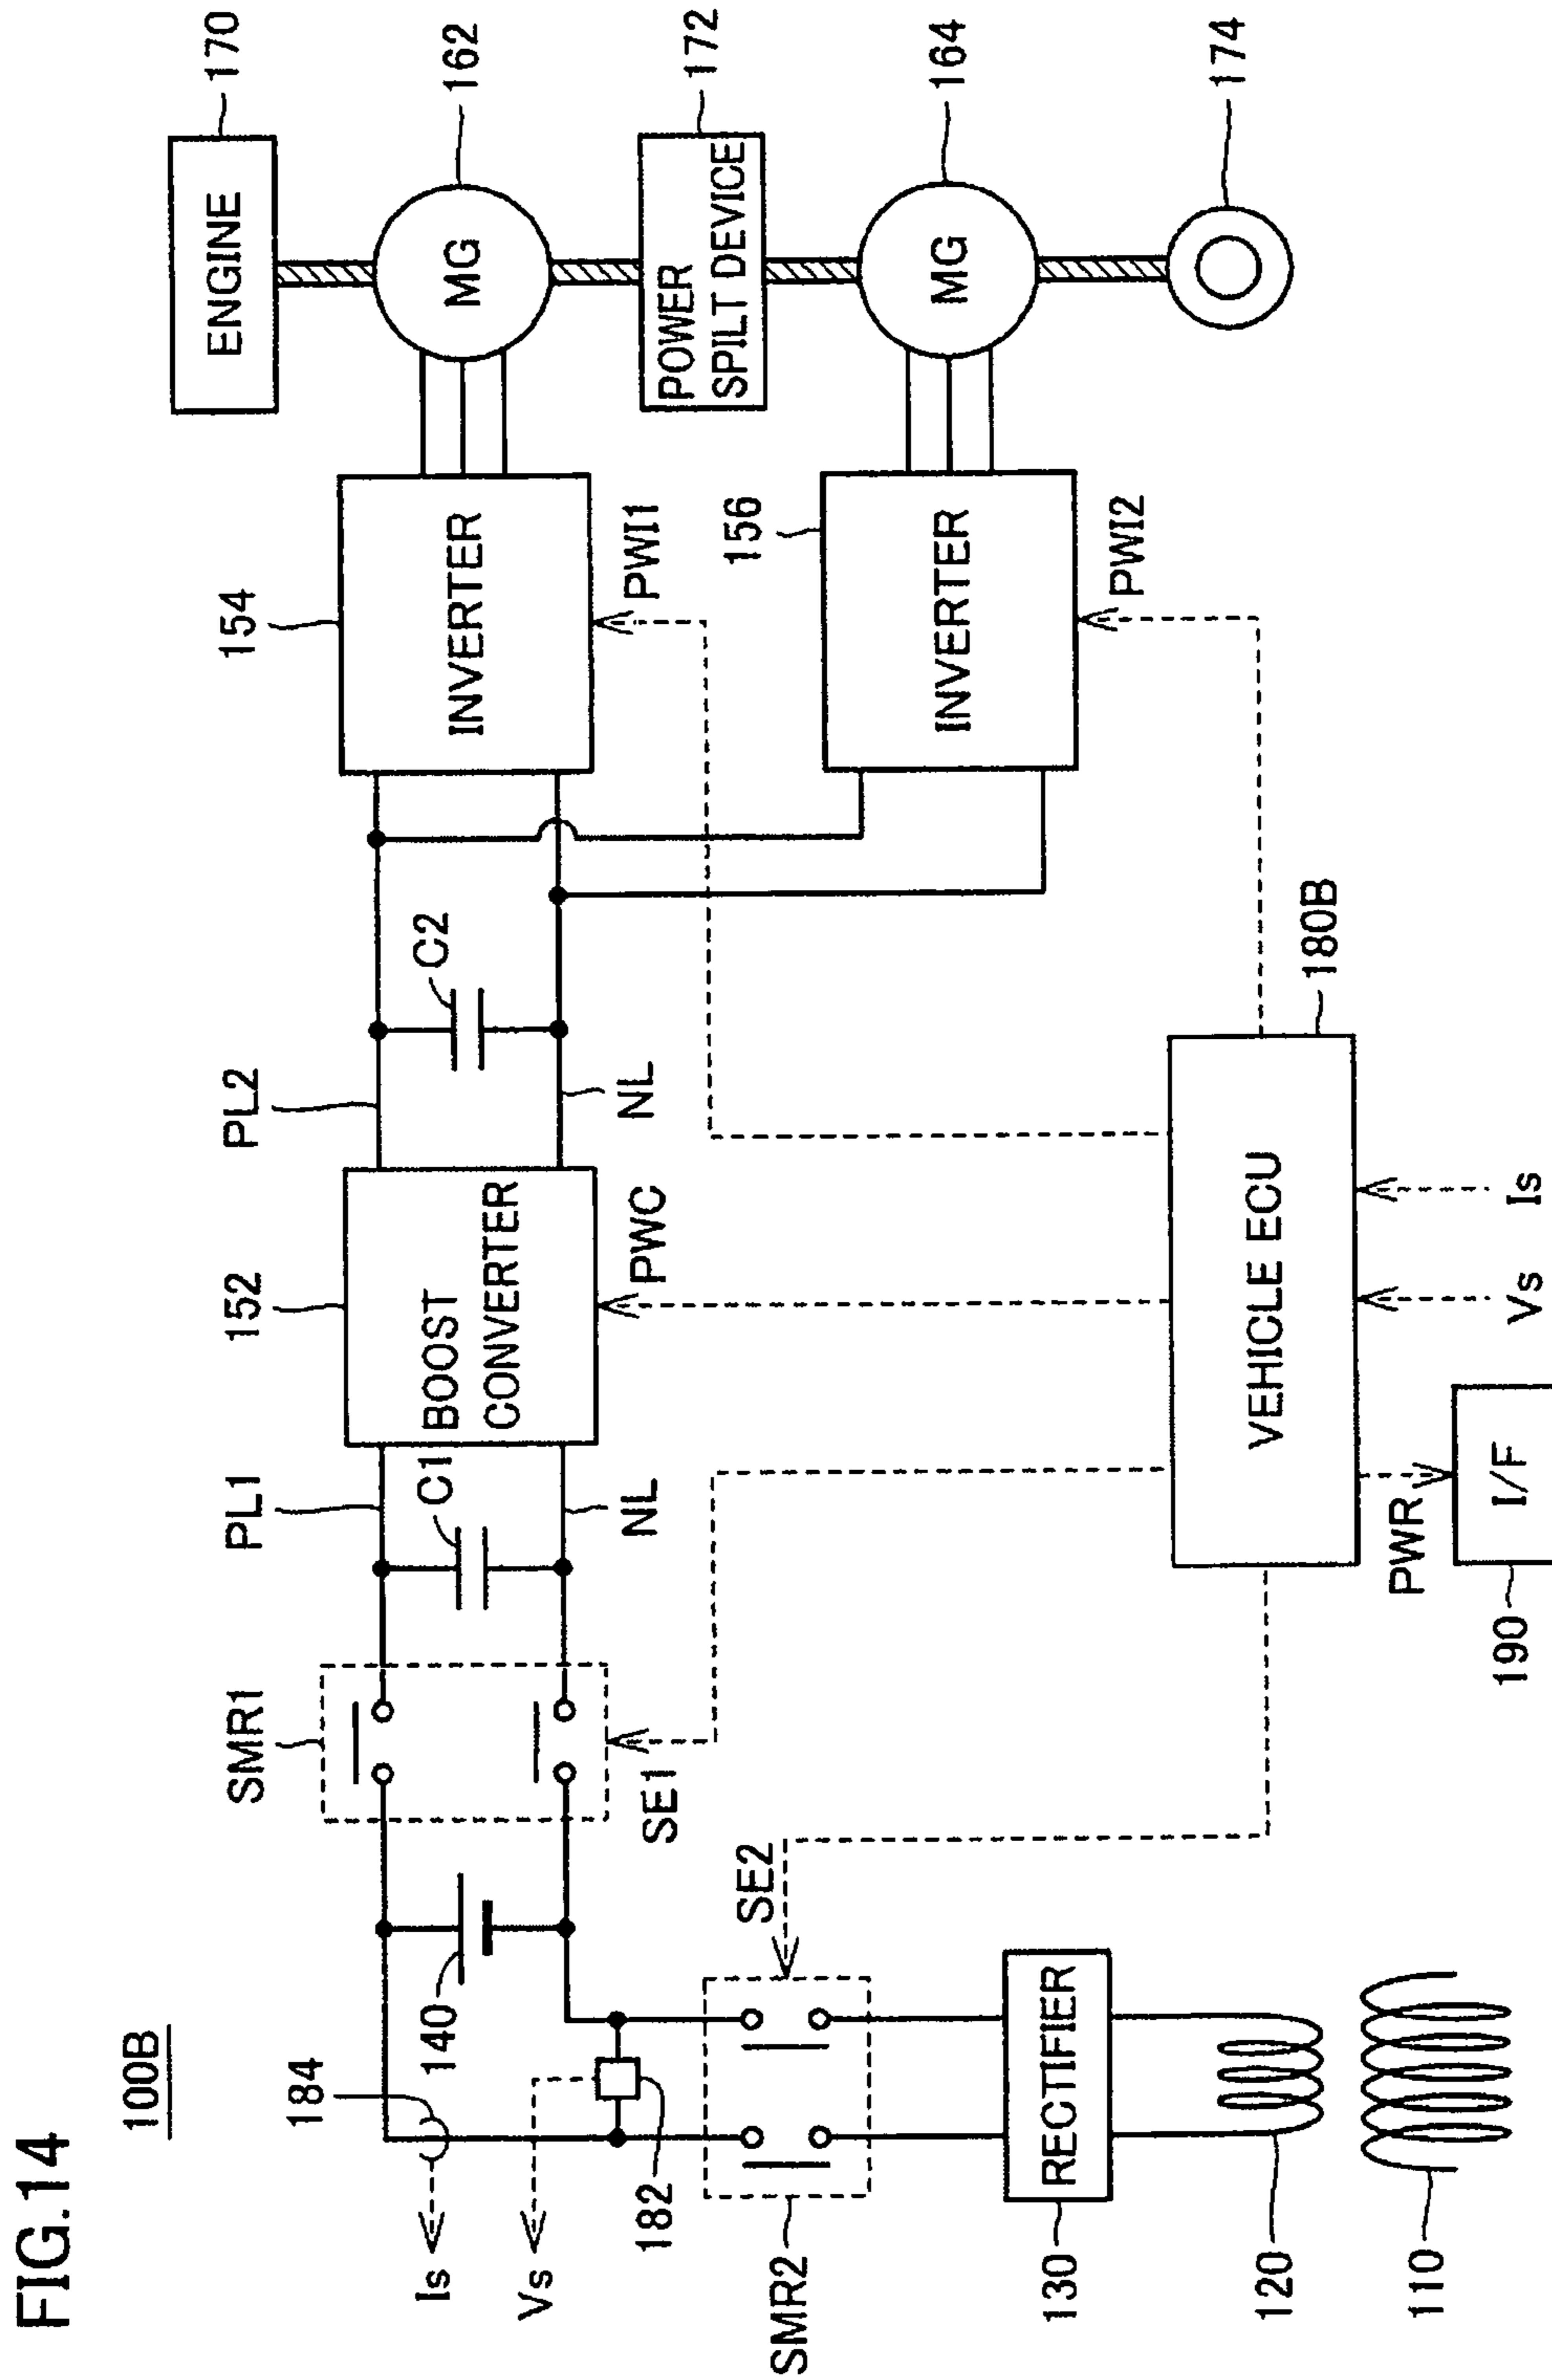 FIG.14
100B
184
140
Is
Vs
182
SMR2
130
RECTIFIER
120
110
SMR1
SE1
SE2
PL1
C1
NL
152
BOOST
CONVERTER
PWC
PL2
C2
NL
154
INVERTER
PWI1
156
INVERTER
PWI2
ENGINE
170
MG
162
POWER
SPILT DEVICE
172
MG
164
174
VEHICLE ECU
180B
PWR
I/F
190
Vs
Is